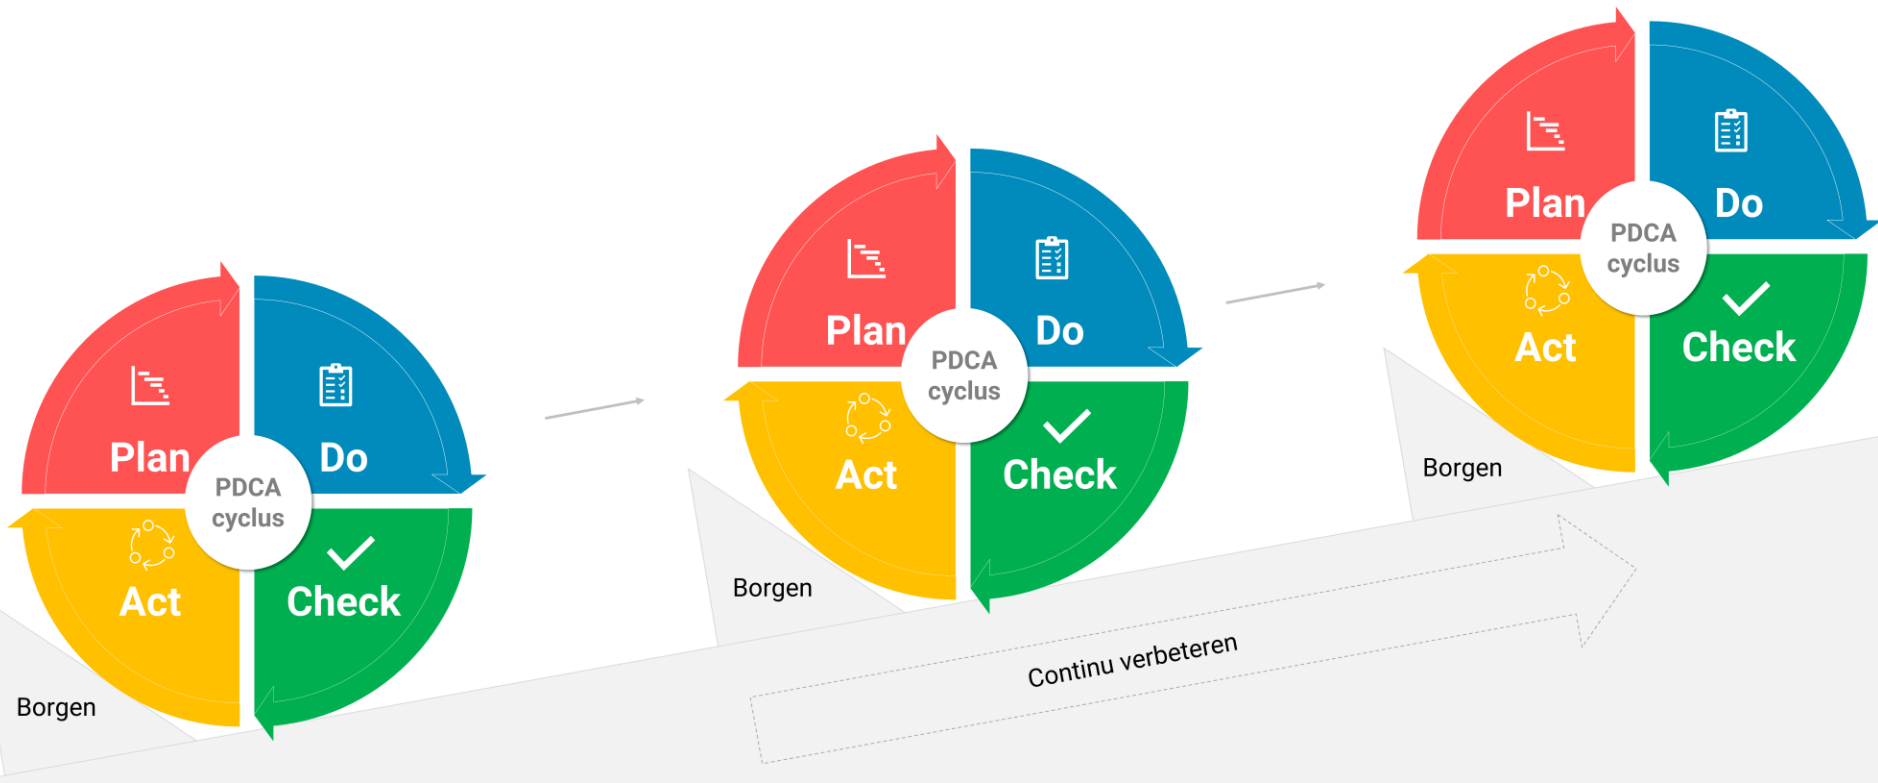 Plan
Do
PDCA
cyclus
Act
Check
Borgen
Plan
Do
PDCA
cyclus
Act
Check
Borgen
Plan
Do
PDCA
cyclus
Act
Check
Borgen
Continu verbeteren